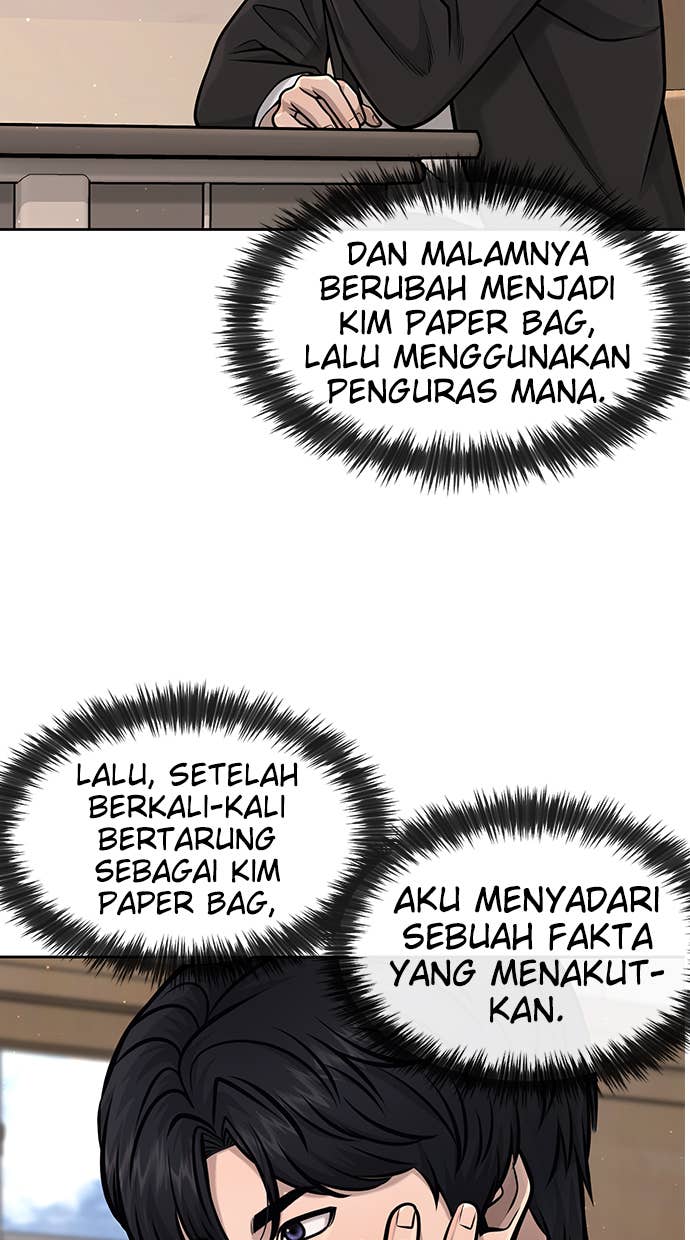 DAN MALAMNYA
BERUBAH MENJADI
KIM PAPER BAG,
LALU MENGGUNAKAN
PENGURAS MANA.
LALU, SETELAH
BERKALI-KALI
BERTARUNG
SEBAGAI KIM
PAPER BAG,
AKU MENYADARI
SEBUAH FAKTA
YANG MENAKUT-
KAN.